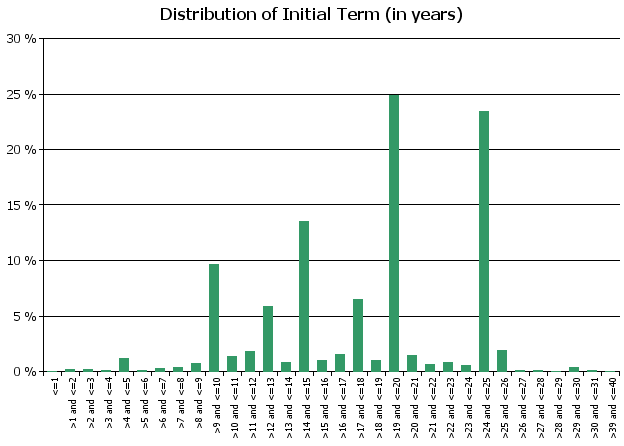 Distribution of Initial Term (in years)
30 %
25 %
20 %
15 %
10 %
5 %
0 %
<=1
>1 and <=2
>2 and <=3
>3 and <=4
>4 and <=5
>5 and <=6
>6 and <=7
>7 and <=8
>8 and <=9
>9 and <=10
>10 and <=11
>11 and <=12
>12 and <=13
>13 and <=14
>14 and <=15
>15 and <=16
>16 and <=17
>17 and <=18
>18 and <=19
>19 and <=20
>20 and <=21
>21 and <=22
>22 and <=23
>23 and <=24
>24 and <=25
>25 and <=26
>26 and <=27
>27 and <=28
>28 and <=29
>29 and <=30
>30 and <=31
>39 and <=40